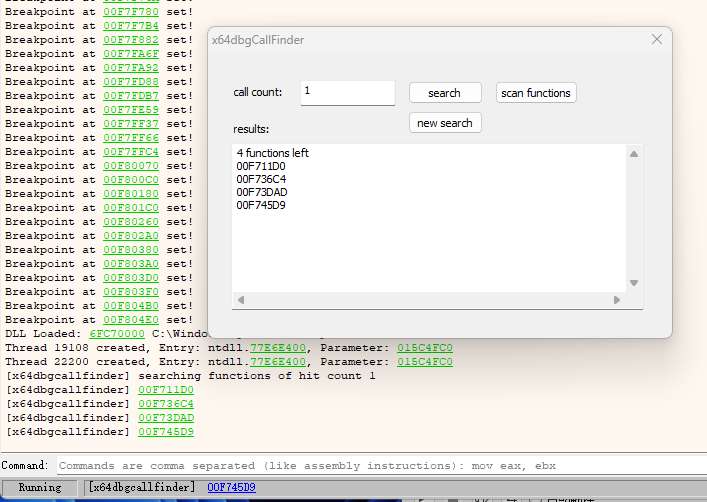 Breakpoint at 00F7F780 set!
Breakpoint at 00F7F7B4 set!
Breakpoint at 00F7F882 set!
Breakpoint at 00F7FA6F set!
Breakpoint at 00F7FA92 set!
Breakpoint at 00F7FD88 set!
Breakpoint at 00F7FDB7 set!
Breakpoint at 00F7FE59 set!
Breakpoint at 00F7FF37 set!
Breakpoint at 00F7FF66 set!
Breakpoint at 00F7FFC4 set!
Breakpoint at 00F80070 set!
Breakpoint at 00F800C0 set!
Breakpoint at 00F80180 set!
Breakpoint at 00F801C0 set!
Breakpoint at 00F80260 set!
Breakpoint at 00F802A0 set!
Breakpoint at 00F80380 set!
Breakpoint at 00F803A0 set!
Breakpoint at 00F803D0 set!
Breakpoint at 00F803F0 set!
Breakpoint at 00F804B0 set!
Breakpoint at 00F804E0 set!
DLL Loaded: 6FC70000 C:\Windo
Thread 19108 created, Entry: ntdll.77E6E400, Parameter: 015C4FC0
Thread 22200 created, Entry: ntdll.77E6E400, Parameter: 015C4FC0
[x64dbgcallfinder] searching functions of hit count 1
[x64dbgcallfinder] 00F711D0
[x64dbgcallfinder] 00F736C4
[x64dbgcallfinder] 00F73DAD
[x64dbgcallfinder] 00F745D9
x64dbgCallFinder
call count: 1 search scan functions
new search
results:
4 functions left
00F711D0
00F736C4
00F73DAD
00F745D9
Command: Commands are comma separated (like assembly instructions): mov eax, ebx
Running [x64dbgcallfinder] 00F745D9